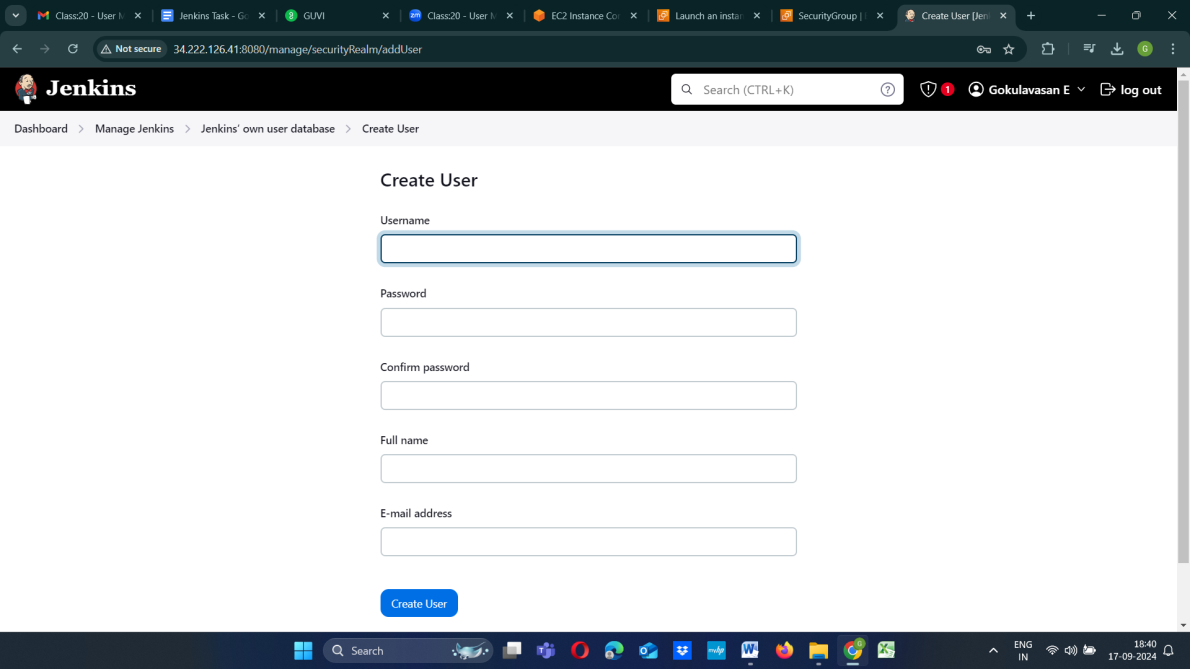 Class:20 - User M
Jenkins Task - Go
GUVI
Class:20 - User M
EC2 Instance Con
Launch an instan
SecurityGroup |
Create User [Jen
Not secure
34.222.126.41:8080/manage/securityRealm/addUser
G
Jenkins
Search (CTRL+K)
1
Gokulavasan E
log out
Dashboard
Manage Jenkins
Jenkins' own user database
Create User
Create User
Username
Password
Confirm password
Full name
E-mail address
Create User
Search
ENG
IN
18:40
17-09-2024